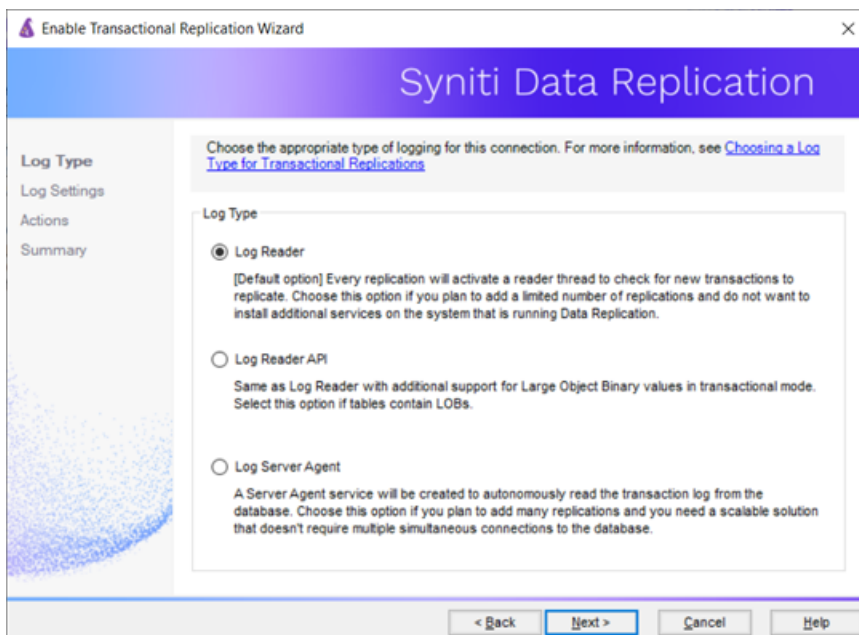 Enable Transactional Replication Wizard
Syniti Data Replication
Log Type
Log Settings
Actions
Summary
Choose the appropriate type of logging for this connection. For more information, see Choosing a Log
Type for Transactional Replications
Log Type
Log Reader
[Default option] Every replication will activate a reader thread to check for new transactions to
replicate. Choose this option if you plan to add a limited number of replications and do not want to
install additional services on the system that is running Data Replication.
Log Reader API
Same as Log Reader with additional support for Large Object Binary values in transactional mode.
Select this option if tables contain LOBs.
Log Server Agent
A Server Agent service will be created to autonomously read the transaction log from the
database. Choose this option if you plan to add many replications and you need a scalable solution
that doesn't require multiple simultaneous connections to the database.
< Back
Next >
Cancel
Help